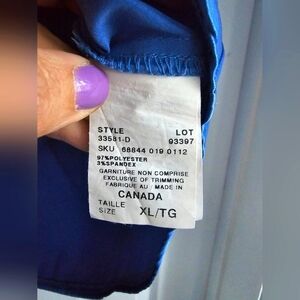 STYLE LOT
33581-D 93397
SKU 68844 019 0112
97%POLYESTER
3%SPANDEX
GARNITURE NON COMPRISE
EXCLUSIVE OF TRIMMING
FABRIQUE AU / MADE IN
CANADA
TAILLE
SIZE XL/TG